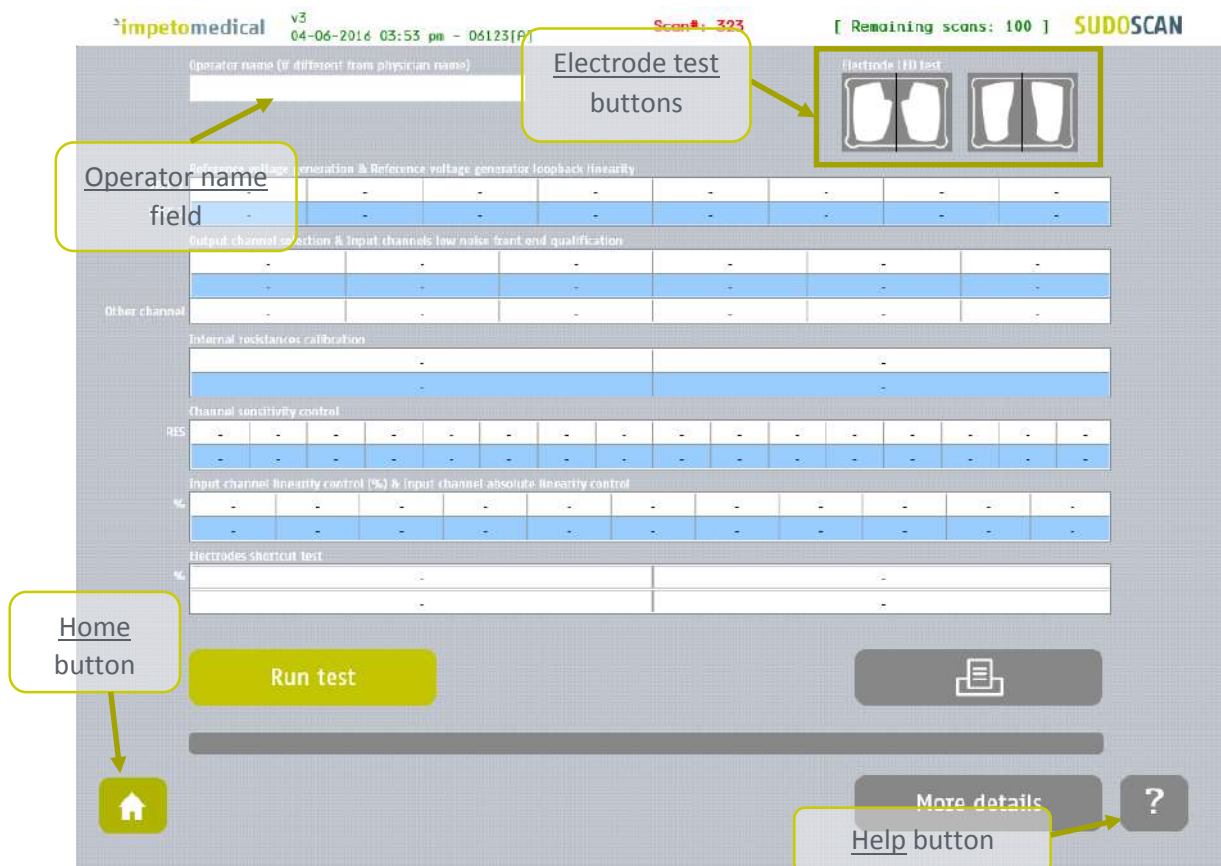 impetomedical
v3
04-06-2016 03:53 pm - 06123[A]
Scan#: 323
[ Remaining scans: 100 ]
SUDOSCAN
Operator name (if different from physician name)
Electrode test
buttons
Electrode LED test
Operator name
field
Reference voltage generation & Reference voltage generator loopback linearity
- - - - - - - -
- - - - - - - -
Output channel selection & Input channels low noise front end qualification
- - - - - -
- - - - - -
Other channel - - - - - -
Internal resistances calibration
- -
- -
Channel sensitivity control
RES - - - - - - - - - - - - - - - -
- - - - - - - - - - - - - - - -
Input channel linearity control (%) & Input channel absolute linearity control
% - - - - - - - - - - -
- - - - - - - - - - -
Electrodes shortcut test
% - -
- -
Home
button
Run test
More details
?
Help button